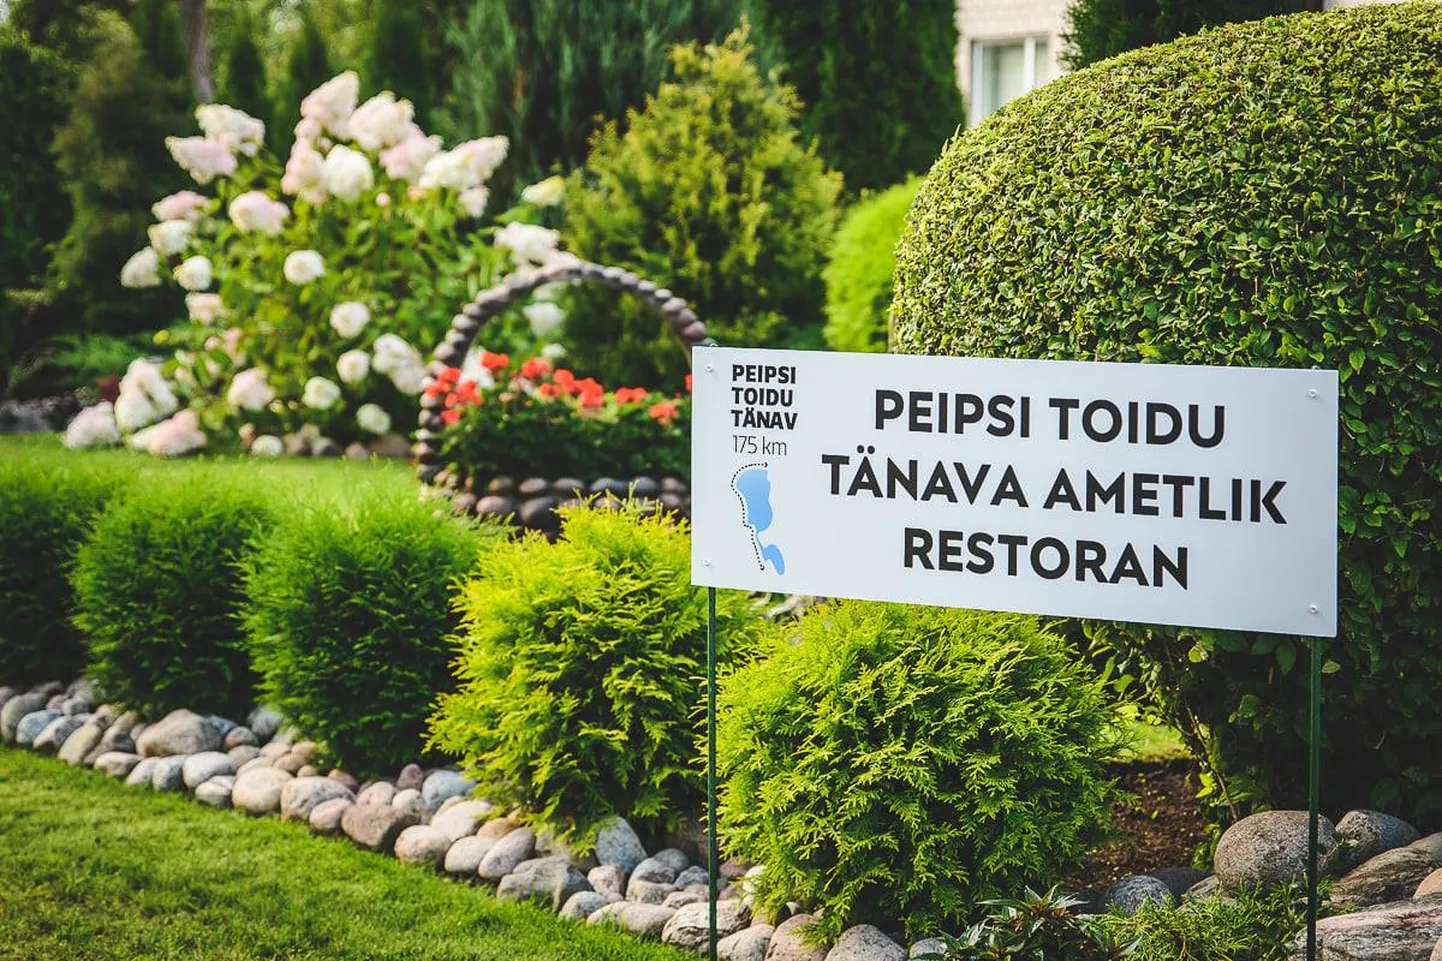 PEIPSI
TOIDU
TÄNAV
175 km
PEIPSI TOIDU
TÄNAVA AMETLIK
RESTORAN